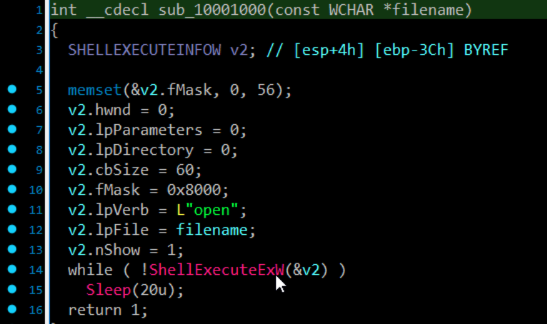 1 int __cdecl sub_10001000(const WCHAR *filename)
2 {
3 SHELLEXECUTEINFOW v2; // [esp+4h] [ebp-3Ch] BYREF
4
5 memset(&v2.fMask, 0, 56);
6 v2.hwnd = 0;
7 v2.lpParameters = 0;
8 v2.lpDirectory = 0;
9 v2.cbSize = 60;
10 v2.fMask = 0x8000;
11 v2.lpVerb = L"open";
12 v2.lpFile = filename;
13 v2.nShow = 1;
14 while ( !ShellExecuteExW(&v2) )
15 Sleep(20u);
16 return 1;